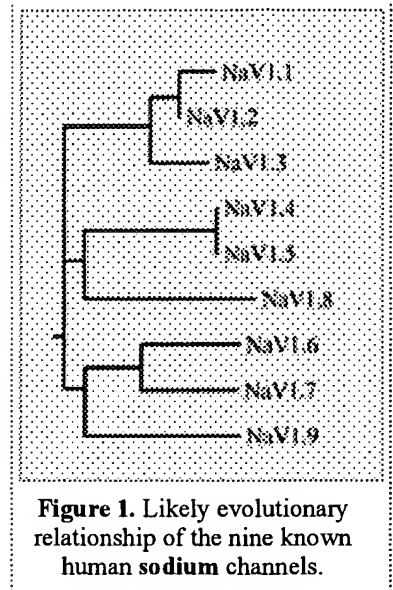 NaV1.1
NaV1.2
NaV1.3
NaV1.4
NaV1.5
NaV1.8
NaV1.6
NaV1.7
NaV1.9
Figure 1. Likely evolutionary
relationship of the nine known
human sodium channels.